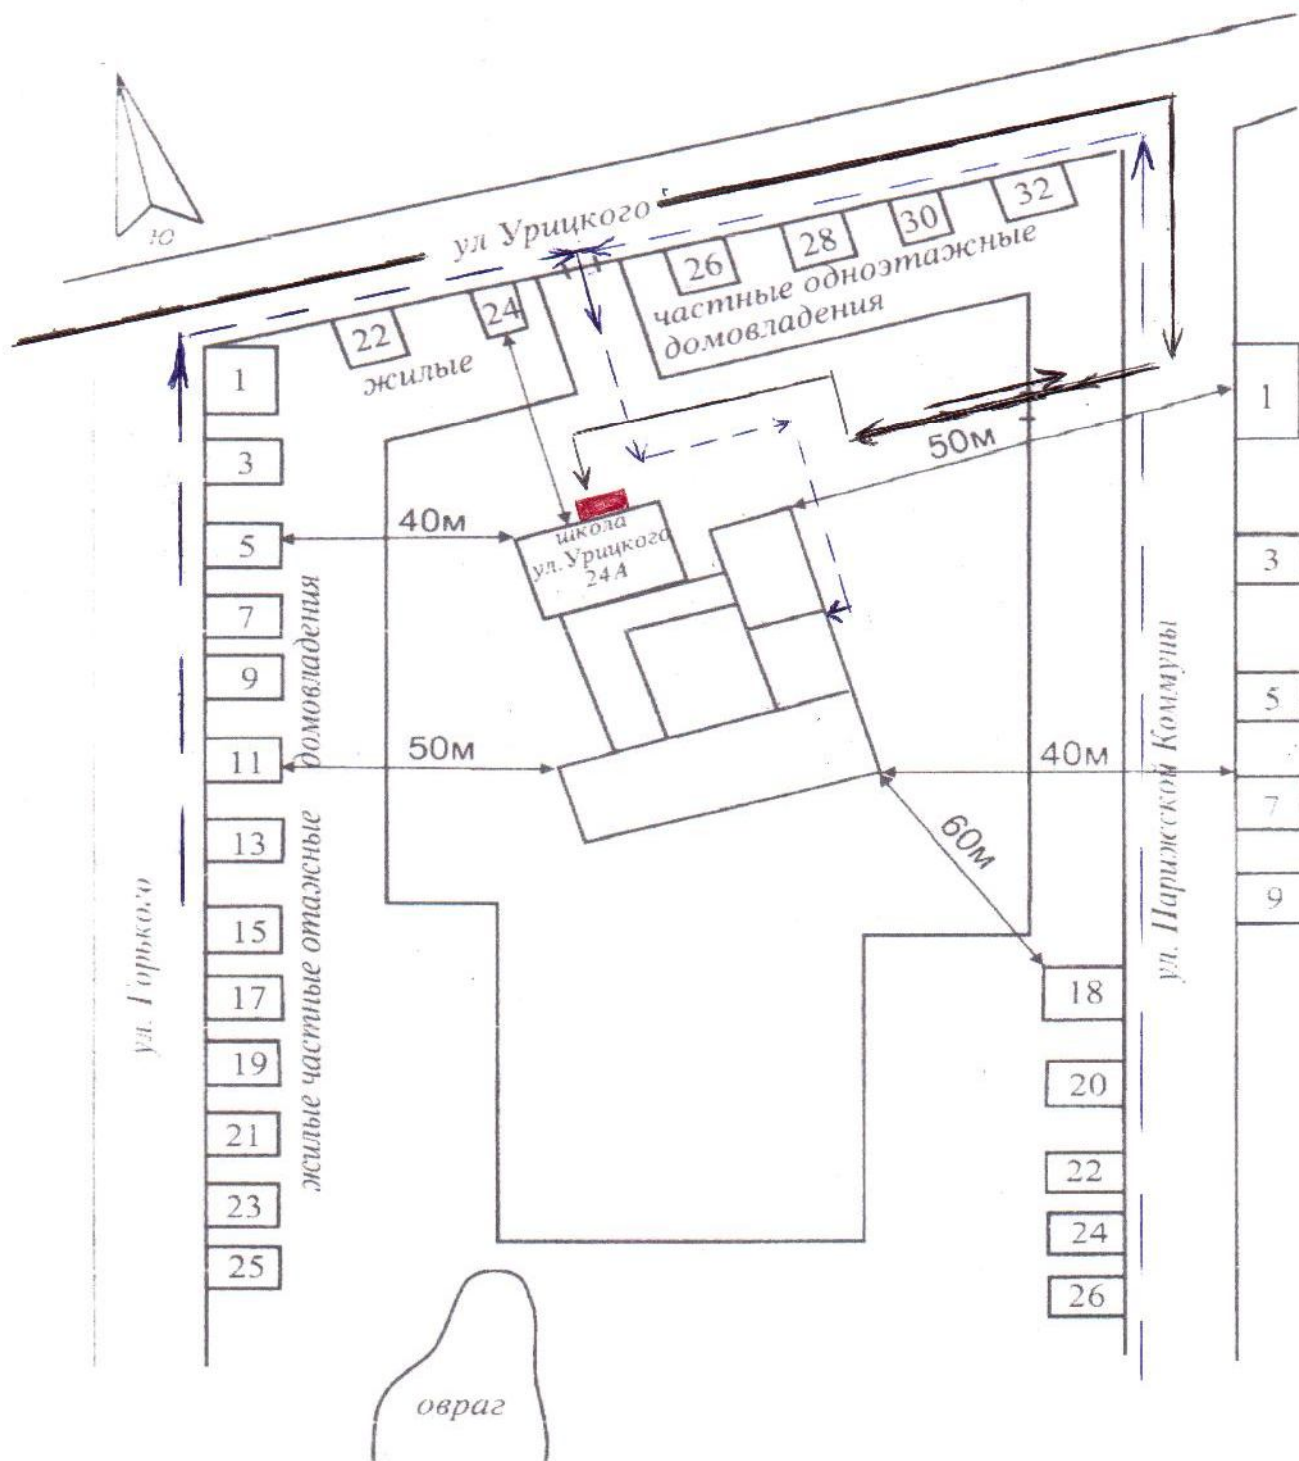 Ю
ул Урицкого
22
24
26
28
30
32
жилые
частные одноэтажные
домовладения
1
3
5
7
9
11
13
15
17
19
21
23
25
ул. Горького
жилые частные отажные
домовладения
40м
50м
школа
ул. Урицкого
24А
50м
40м
60м
ул. Парижской Коммуны
1
3
5
7
9
18
20
22
24
26
овраг